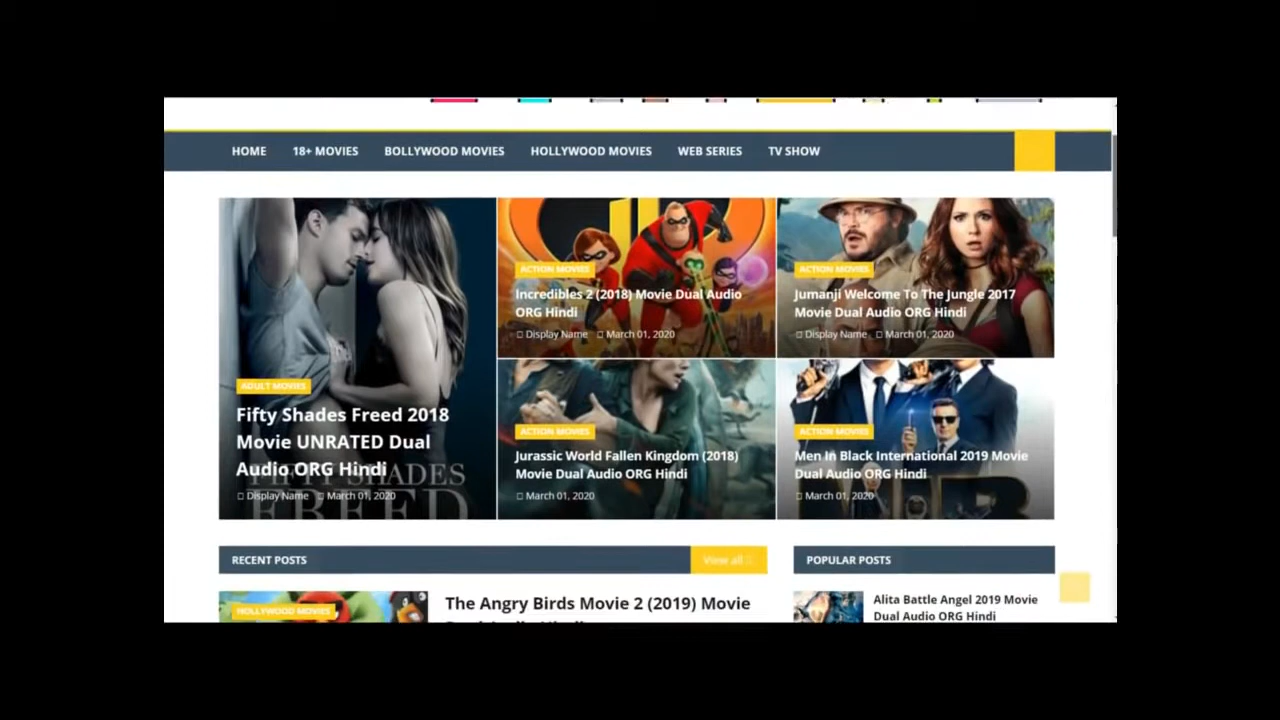 HOME 18+ MOVIES BOLLYWOOD MOVIES HOLLYWOOD MOVIES WEB SERIES TV SHOW
ADULT MOVIES
Fifty Shades Freed 2018
Movie UNRATED Dual
Audio ORG Hindi
Display Name March 01, 2020
SHADES
FREED
ACTION MOVIES
Incredibles 2 (2018) Movie Dual Audio
ORG Hindi
Display Name March 01, 2020
ACTION MOVIES
Jumanji Welcome To The Jungle 2017
Movie Dual Audio ORG Hindi
Display Name March 01, 2020
ACTION MOVIES
Jurassic World Fallen Kingdom (2018)
Movie Dual Audio ORG Hindi
March 01, 2020
ACTION MOVIES
Men In Black International 2019 Movie
Dual Audio ORG Hindi
March 01, 2020
RECENT POSTS View all
HOLLYWOOD MOVIES
The Angry Birds Movie 2 (2019) Movie
POPULAR POSTS
Alita Battle Angel 2019 Movie
Dual Audio ORG Hindi